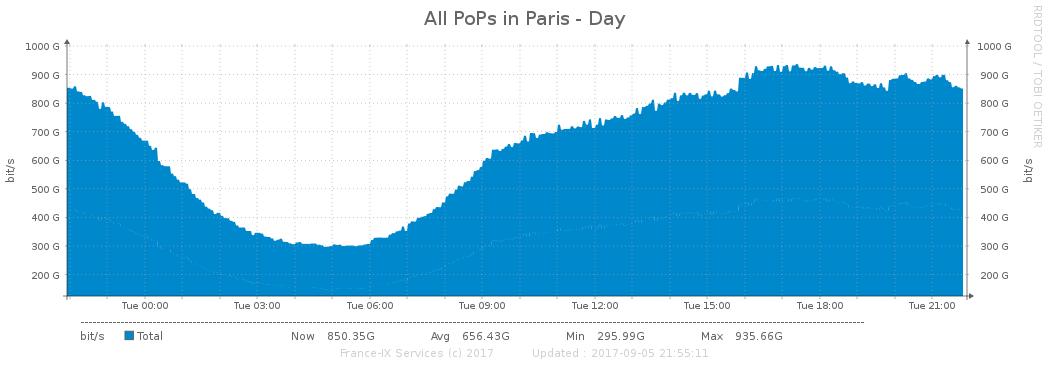 All PoPs in Paris - Day
RRDTOOL / TOBI OETIKER
bit/s
1000 G
900 G
800 G
700 G
600 G
500 G
400 G
300 G
200 G
1000 G
900 G
800 G
700 G
600 G
500 G
400 G
300 G
200 G
bit/s
Tue 00:00 Tue 03:00 Tue 06:00 Tue 09:00 Tue 12:00 Tue 15:00 Tue 18:00 Tue 21:00
bit/s Total Now 850.35G Avg 656.43G Min 295.99G Max 935.66G
France-IX Services (c) 2017 Updated : 2017-09-05 21:55:11